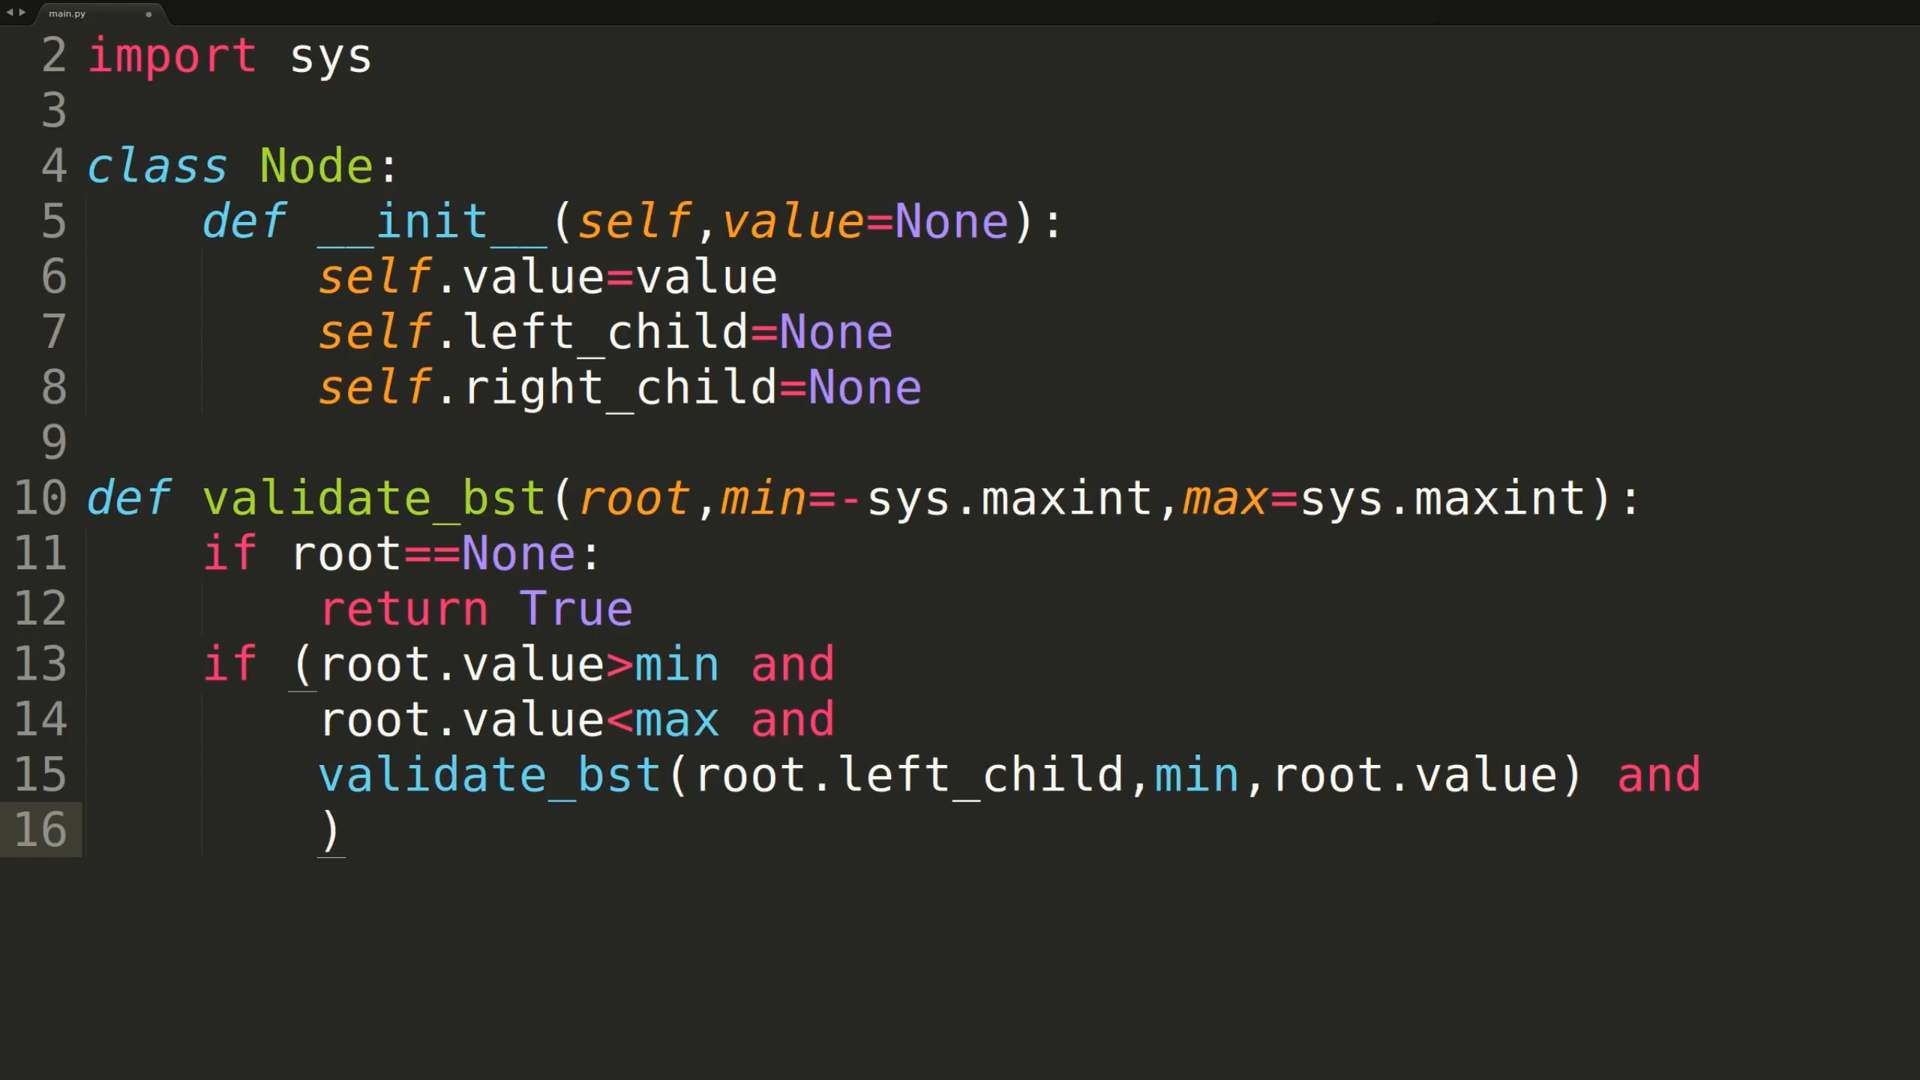 main.py
2 import sys
3
4 class Node:
5     def __init__(self,value=None):
6         self.value=value
7         self.left_child=None
8         self.right_child=None
9
10 def validate_bst(root,min=-sys.maxint,max=sys.maxint):
11     if root==None:
12         return True
13     if (root.value>min and
14         root.value<max and
15         validate_bst(root.left_child,min,root.value) and
16         )